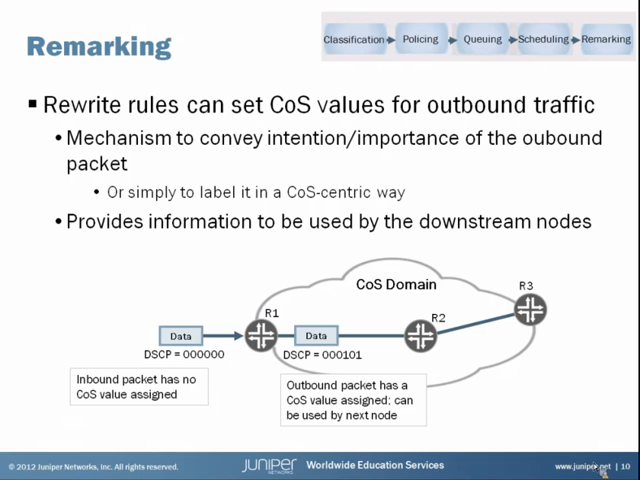 Remarking
Classification
Policing
Queuing
Scheduling
Remarking
Rewrite rules can set CoS values for outbound traffic
Mechanism to convey intention/importance of the oubound
packet
Or simply to label it in a CoS-centric way
Provides information to be used by the downstream nodes
CoS Domain
R1
R2
R3
Data
Data
DSCP = 000000
DSCP = 000101
Inbound packet has no
CoS value assigned
Outbound packet has a
CoS value assigned; can
be used by next node
© 2012 Juniper Networks, Inc. All rights reserved.
JUNIPER
NETWORKS
Worldwide Education Services
www.juniper.net | 10